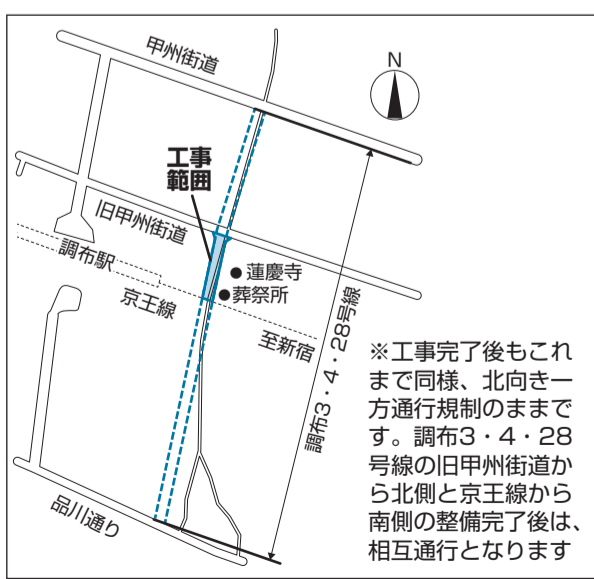 甲州街道
N
工事
範囲
旧甲州街道
調布駅
蓮慶寺
葬祭所
京王線
至新宿
調布3・4・28号線
品川通り
※工事完了後もこれ
まで同様、北向き一
方通行規制のままで
す。調布3・4・28
号線の旧甲州街道か
ら北側と京王線から
南側の整備完了後は、
相互通行となります